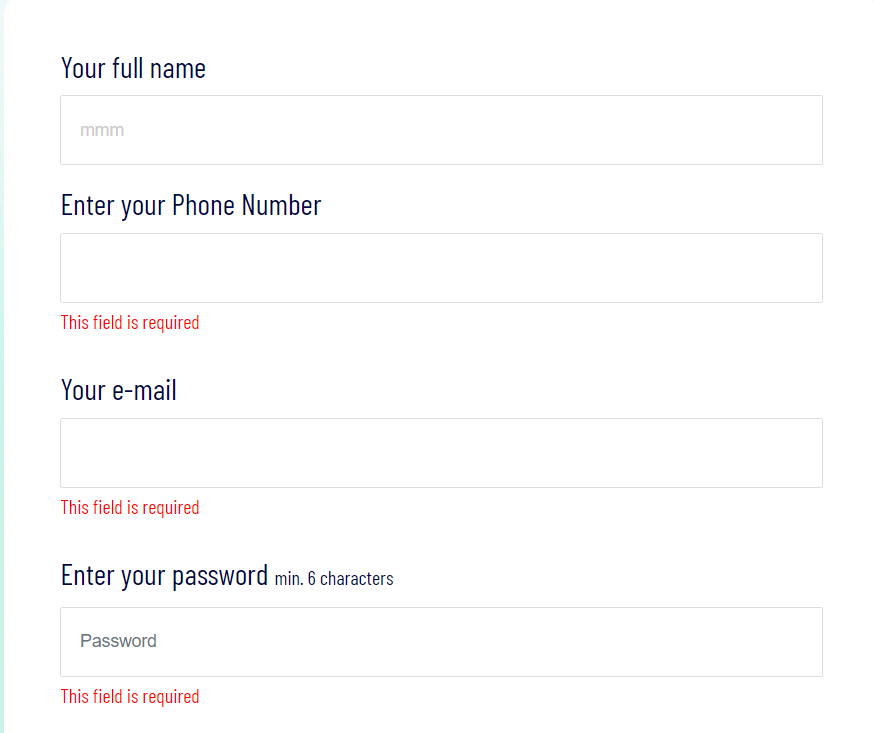 Your full name
mmm
Enter your Phone Number
This field is required
Your e-mail
This field is required
Enter your password min. 6 characters
Password
This field is required